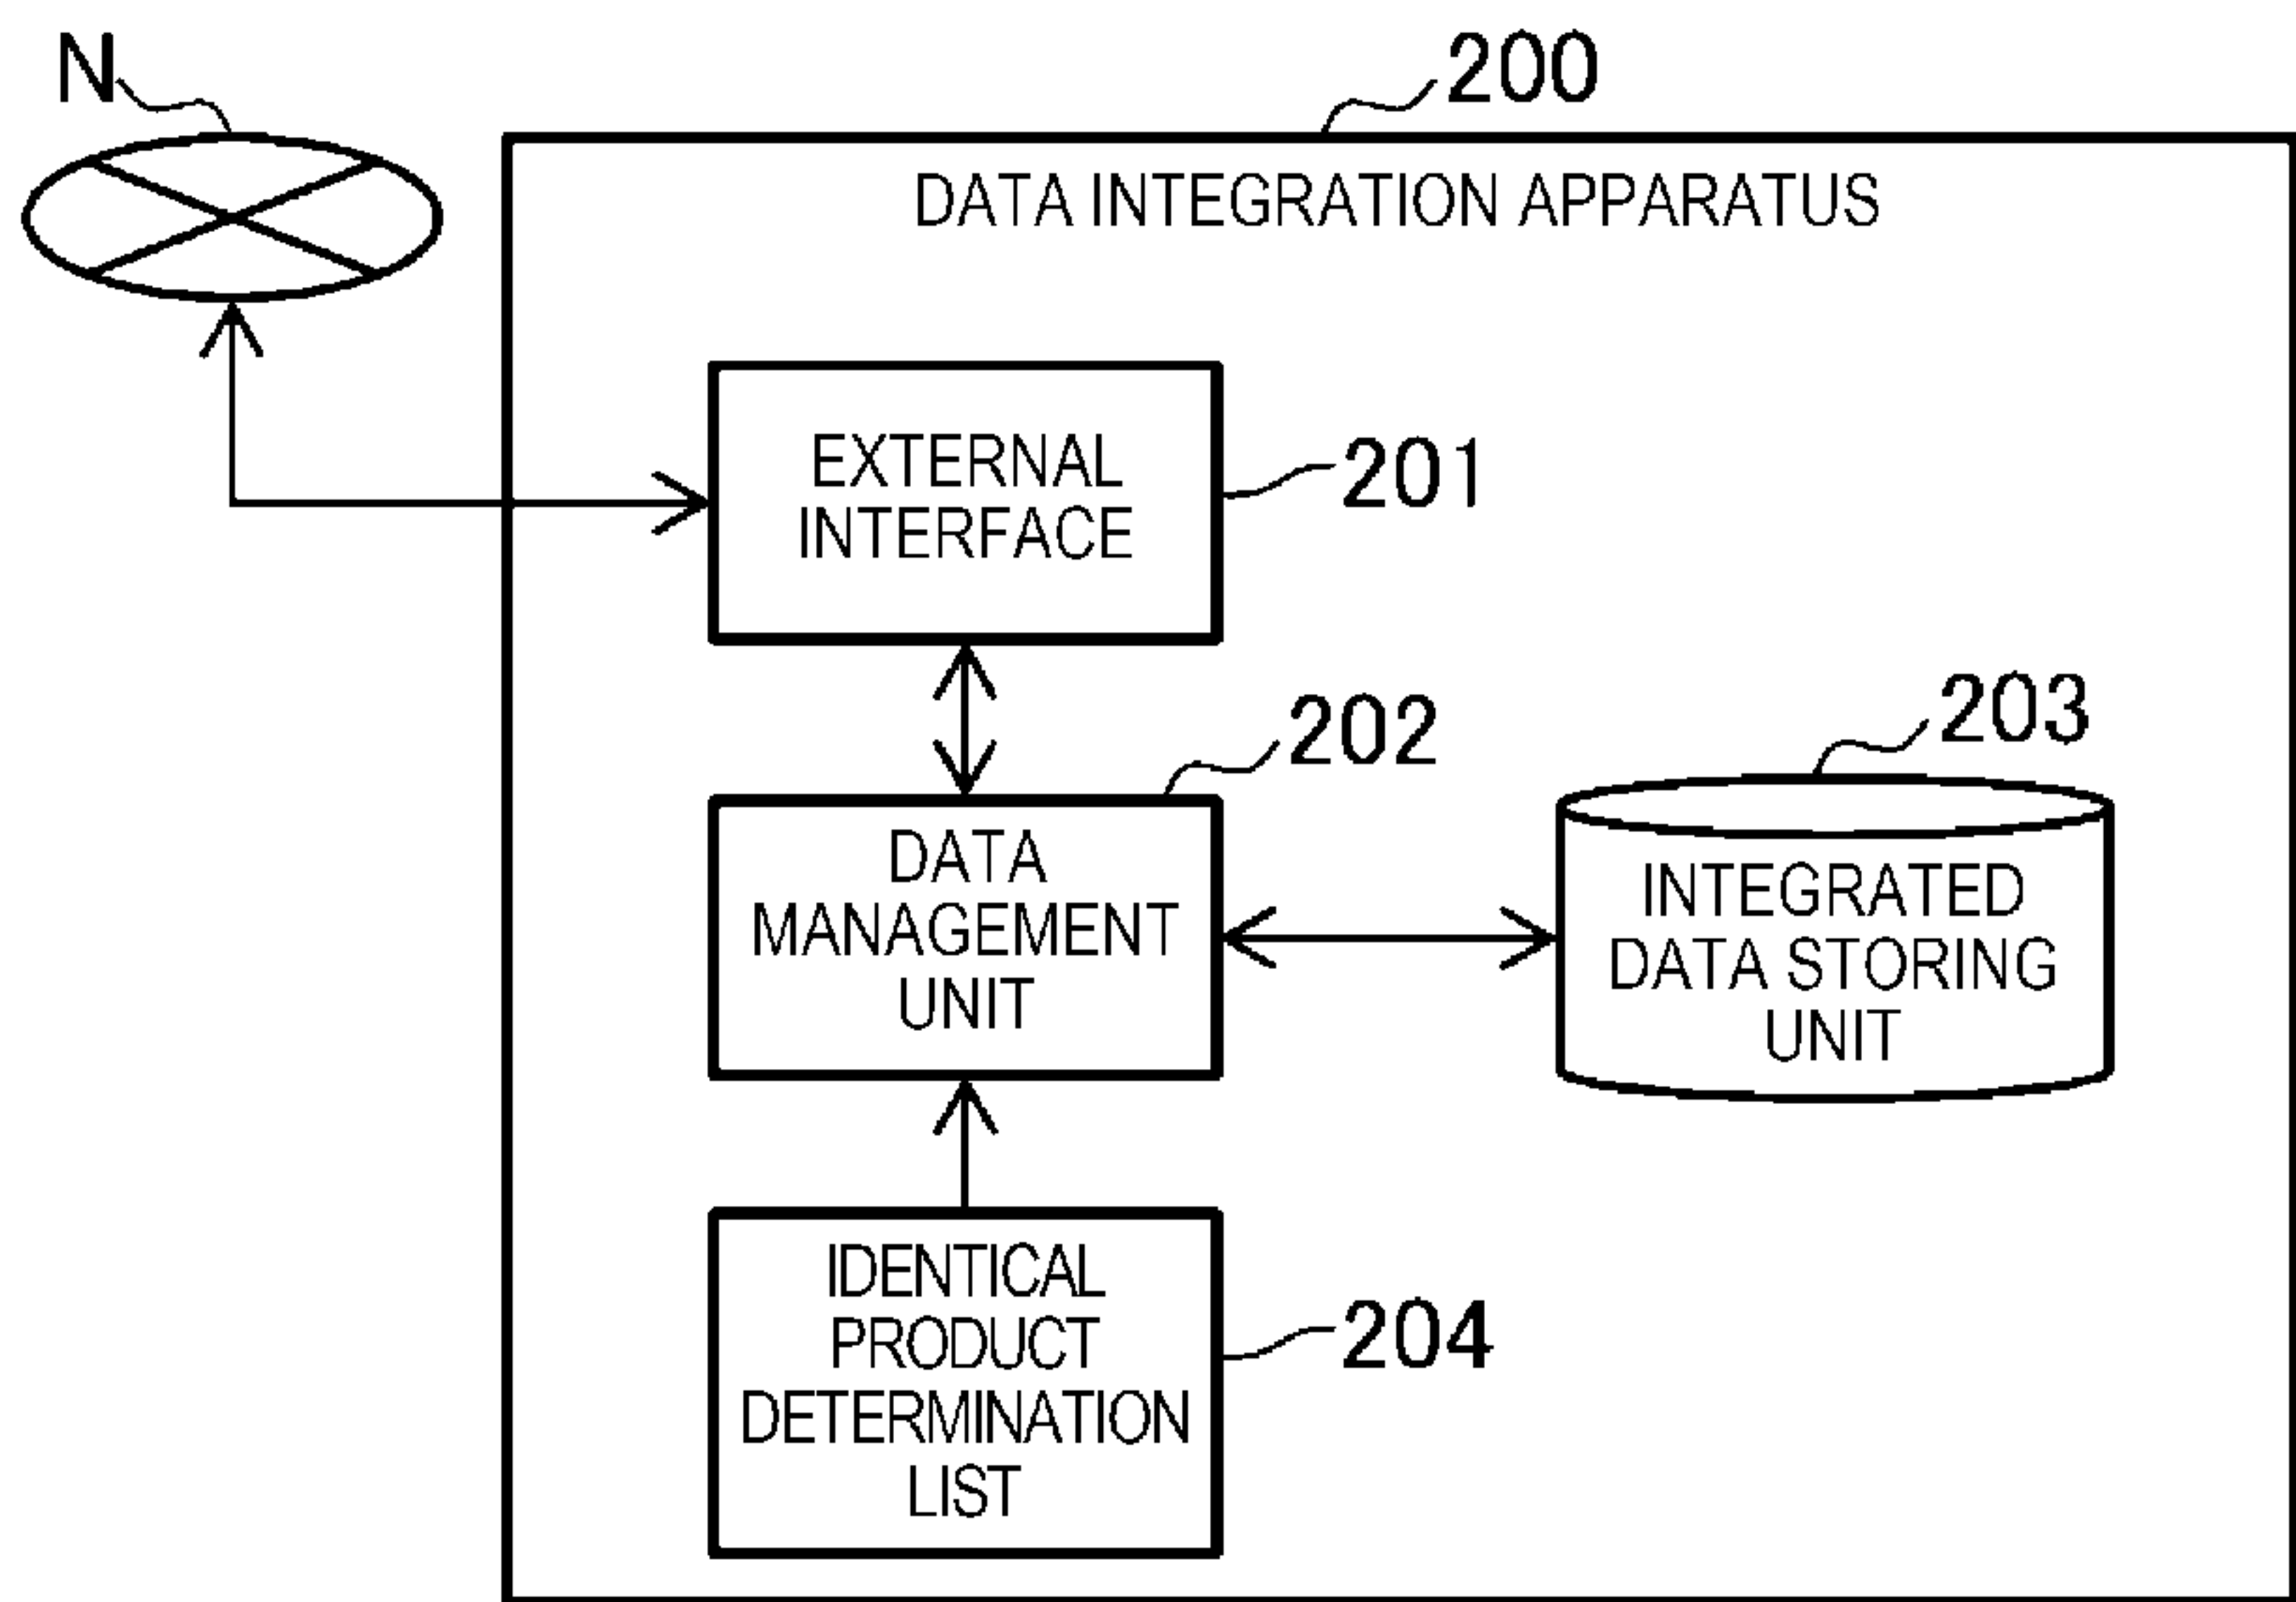 N
200
DATA INTEGRATION APPARATUS
EXTERNAL
INTERFACE
201
202
203
DATA
MANAGEMENT
UNIT
INTEGRATED
DATA STORING
UNIT
IDENTICAL
PRODUCT
DETERMINATION
LIST
204